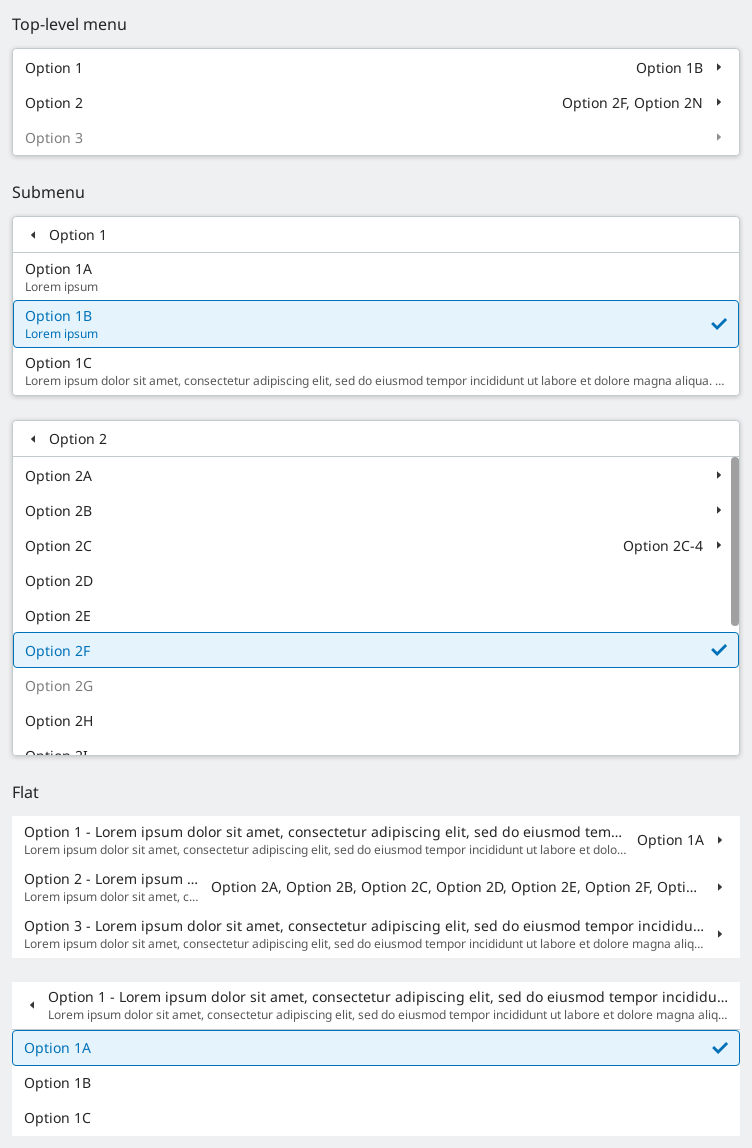 Top-level menu
Option 1 Option 1B
Option 2 Option 2F, Option 2N
Option 3
Submenu
Option 1
Option 1A
Lorem ipsum
Option 1B
Lorem ipsum
Option 1C
Lorem ipsum dolor sit amet, consectetur adipiscing elit, sed do eiusmod tempor incididunt ut labore et dolore magna aliqua. ...
Option 2
Option 2A
Option 2B
Option 2C Option 2C-4
Option 2D
Option 2E
Option 2F
Option 2G
Option 2H
Option 2I
Flat
Option 1 - Lorem ipsum dolor sit amet, consectetur adipiscing elit, sed do eiusmod tem... Option 1A
Lorem ipsum dolor sit amet, consectetur adipiscing elit, sed do eiusmod tempor incididunt ut labore et dolo...
Option 2 - Lorem ipsum ... Option 2A, Option 2B, Option 2C, Option 2D, Option 2E, Option 2F, Opti...
Lorem ipsum dolor sit amet, c...
Option 3 - Lorem ipsum dolor sit amet, consectetur adipiscing elit, sed do eiusmod tempor incididu...
Lorem ipsum dolor sit amet, consectetur adipiscing elit, sed do eiusmod tempor incididunt ut labore et dolore magna aliq...
Option 1 - Lorem ipsum dolor sit amet, consectetur adipiscing elit, sed do eiusmod tempor incididu...
Lorem ipsum dolor sit amet, consectetur adipiscing elit, sed do eiusmod tempor incididunt ut labore et dolore magna aliq...
Option 1A
Option 1B
Option 1C